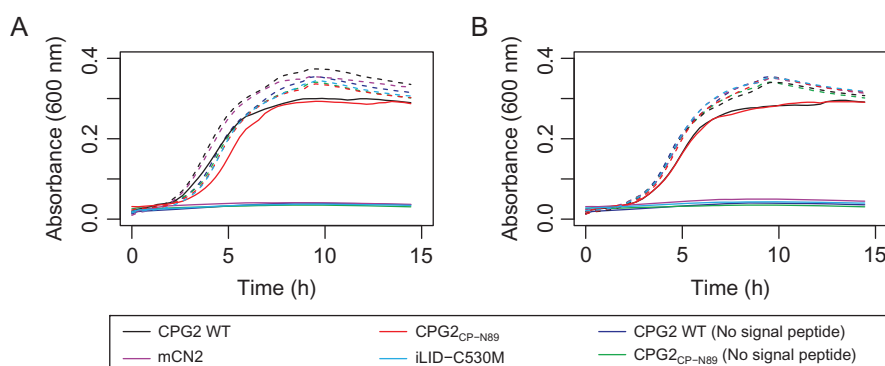 A
B
Absorbance (600 nm)
0.4
0.2
0.0
0
5
10
15
Time (h)
Absorbance (600 nm)
0.4
0.2
0.0
0
5
10
15
Time (h)
CPG2 WT
CPG2CP−N89
CPG2 WT (No signal peptide)
mCN2
iLID−C530M
CPG2CP−N89 (No signal peptide)